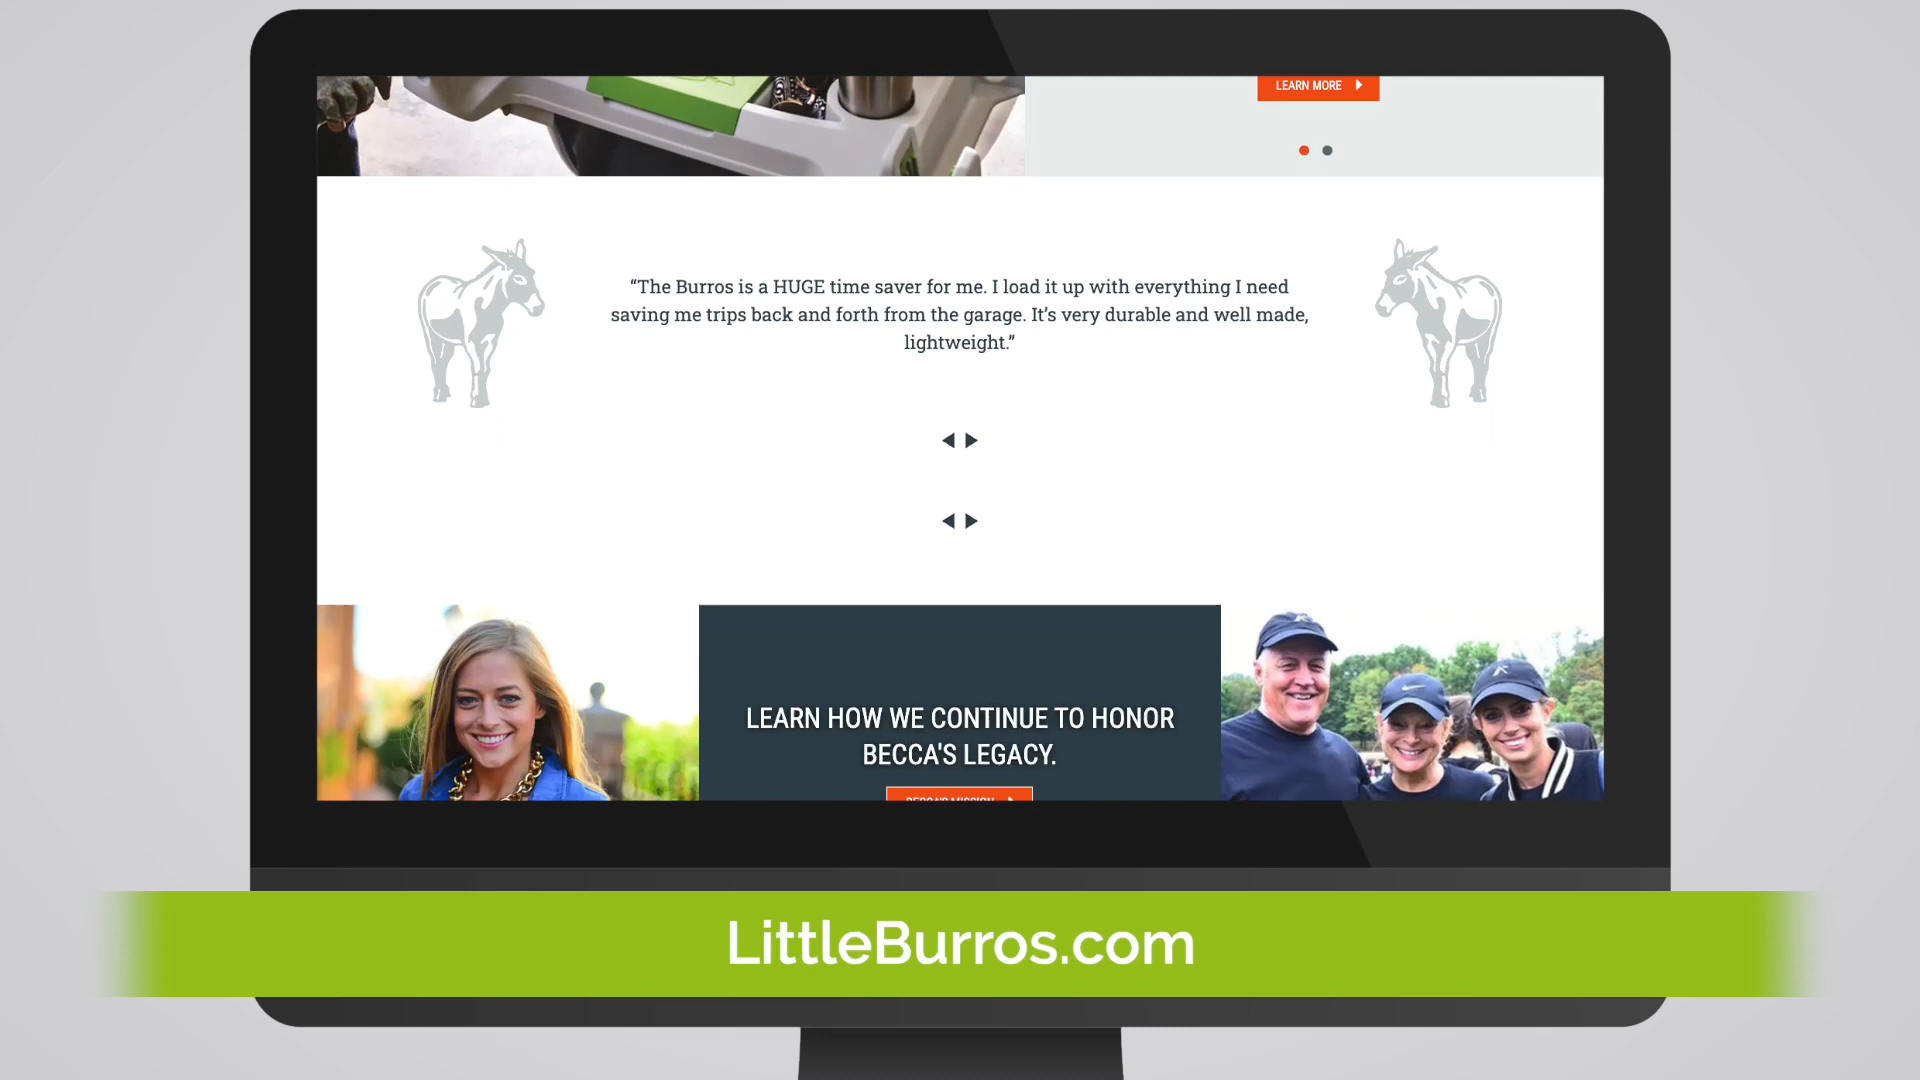 LEARN MORE
“The Burros is a HUGE time saver for me. I load it up with everything I need
saving me trips back and forth from the garage. It’s very durable and well made,
lightweight.”
LEARN HOW WE CONTINUE TO HONOR
BECCA'S LEGACY.
BECCA'S MISSION
LittleBurros.com